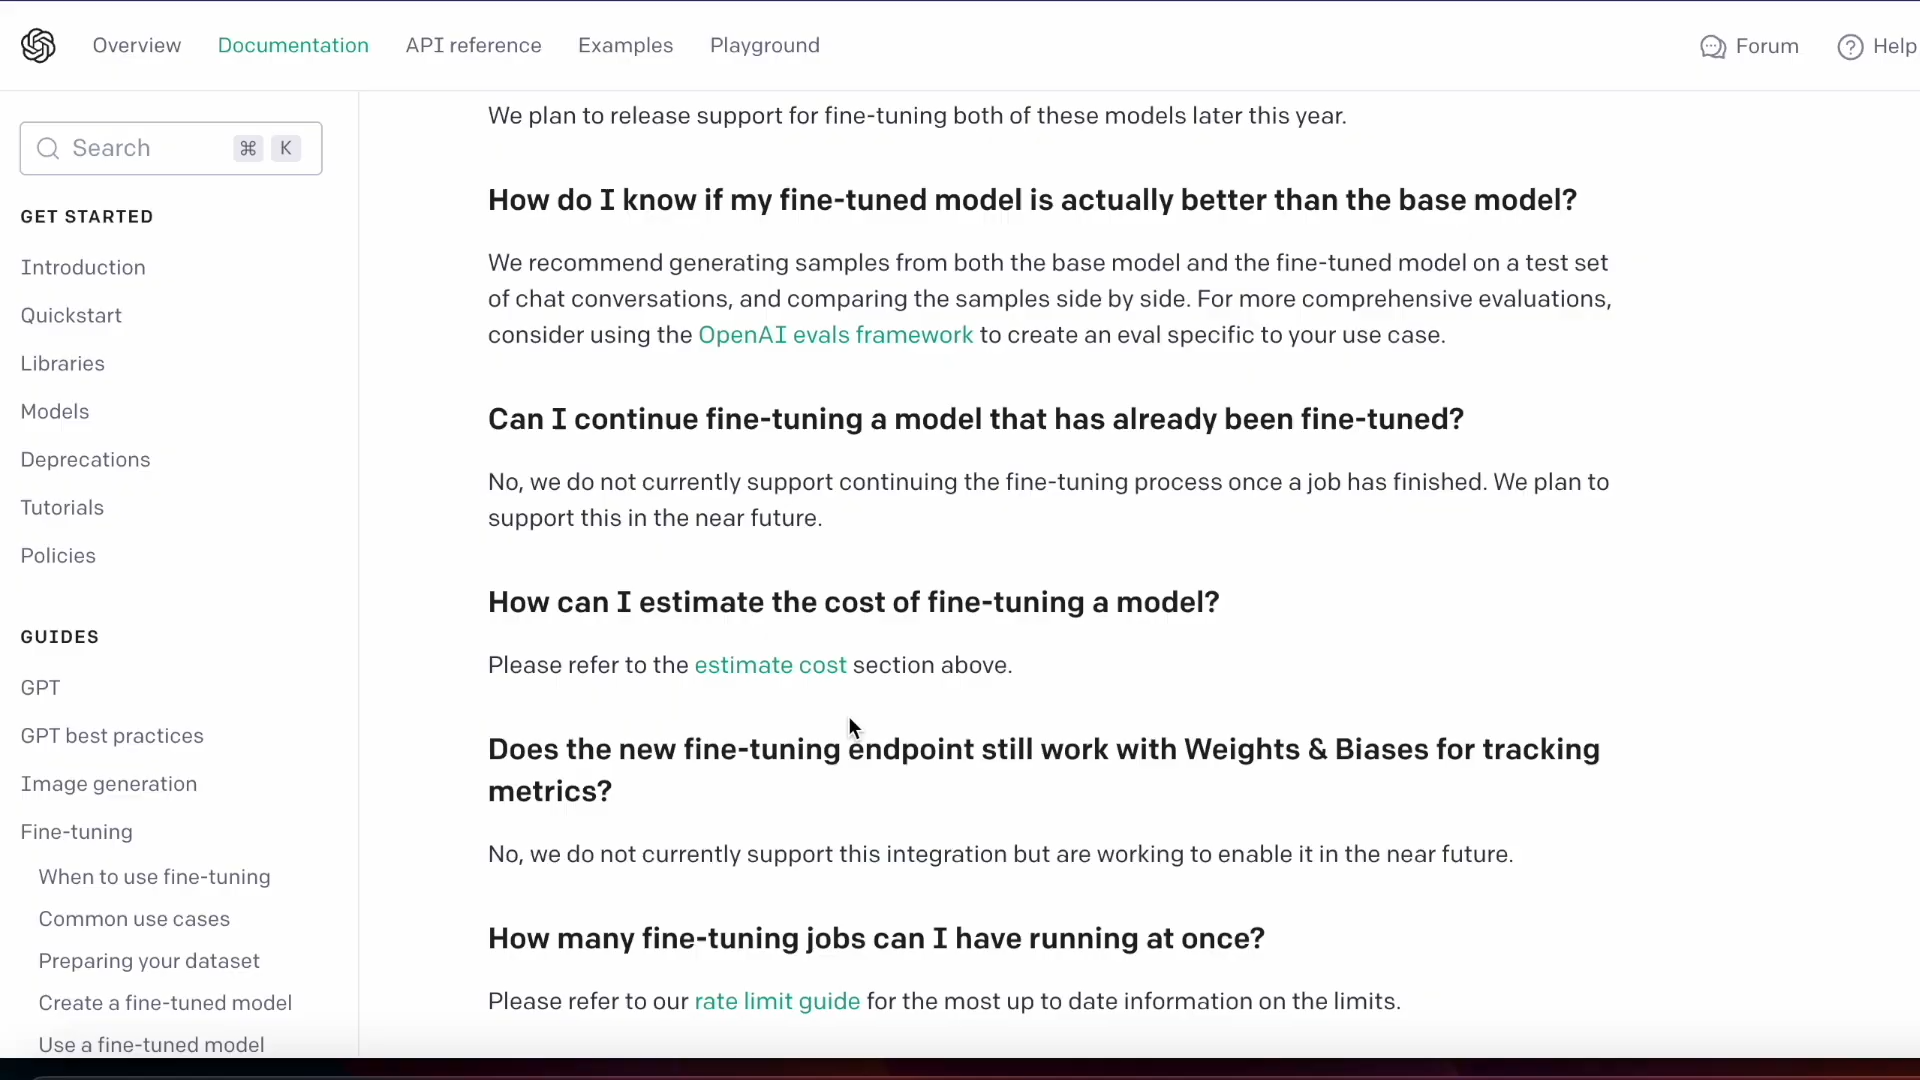 Overview Documentation API reference Examples Playground Forum Help
Search ⌘ K
GET STARTED
Introduction
Quickstart
Libraries
Models
Deprecations
Tutorials
Policies
GUIDES
GPT
GPT best practices
Image generation
Fine-tuning
When to use fine-tuning
Common use cases
Preparing your dataset
Create a fine-tuned model
Use a fine-tuned model
We plan to release support for fine-tuning both of these models later this year.
How do I know if my fine-tuned model is actually better than the base model?
We recommend generating samples from both the base model and the fine-tuned model on a test set
of chat conversations, and comparing the samples side by side. For more comprehensive evaluations,
consider using the OpenAI evals framework to create an eval specific to your use case.
Can I continue fine-tuning a model that has already been fine-tuned?
No, we do not currently support continuing the fine-tuning process once a job has finished. We plan to
support this in the near future.
How can I estimate the cost of fine-tuning a model?
Please refer to the estimate cost section above.
Does the new fine-tuning endpoint still work with Weights & Biases for tracking
metrics?
No, we do not currently support this integration but are working to enable it in the near future.
How many fine-tuning jobs can I have running at once?
Please refer to our rate limit guide for the most up to date information on the limits.